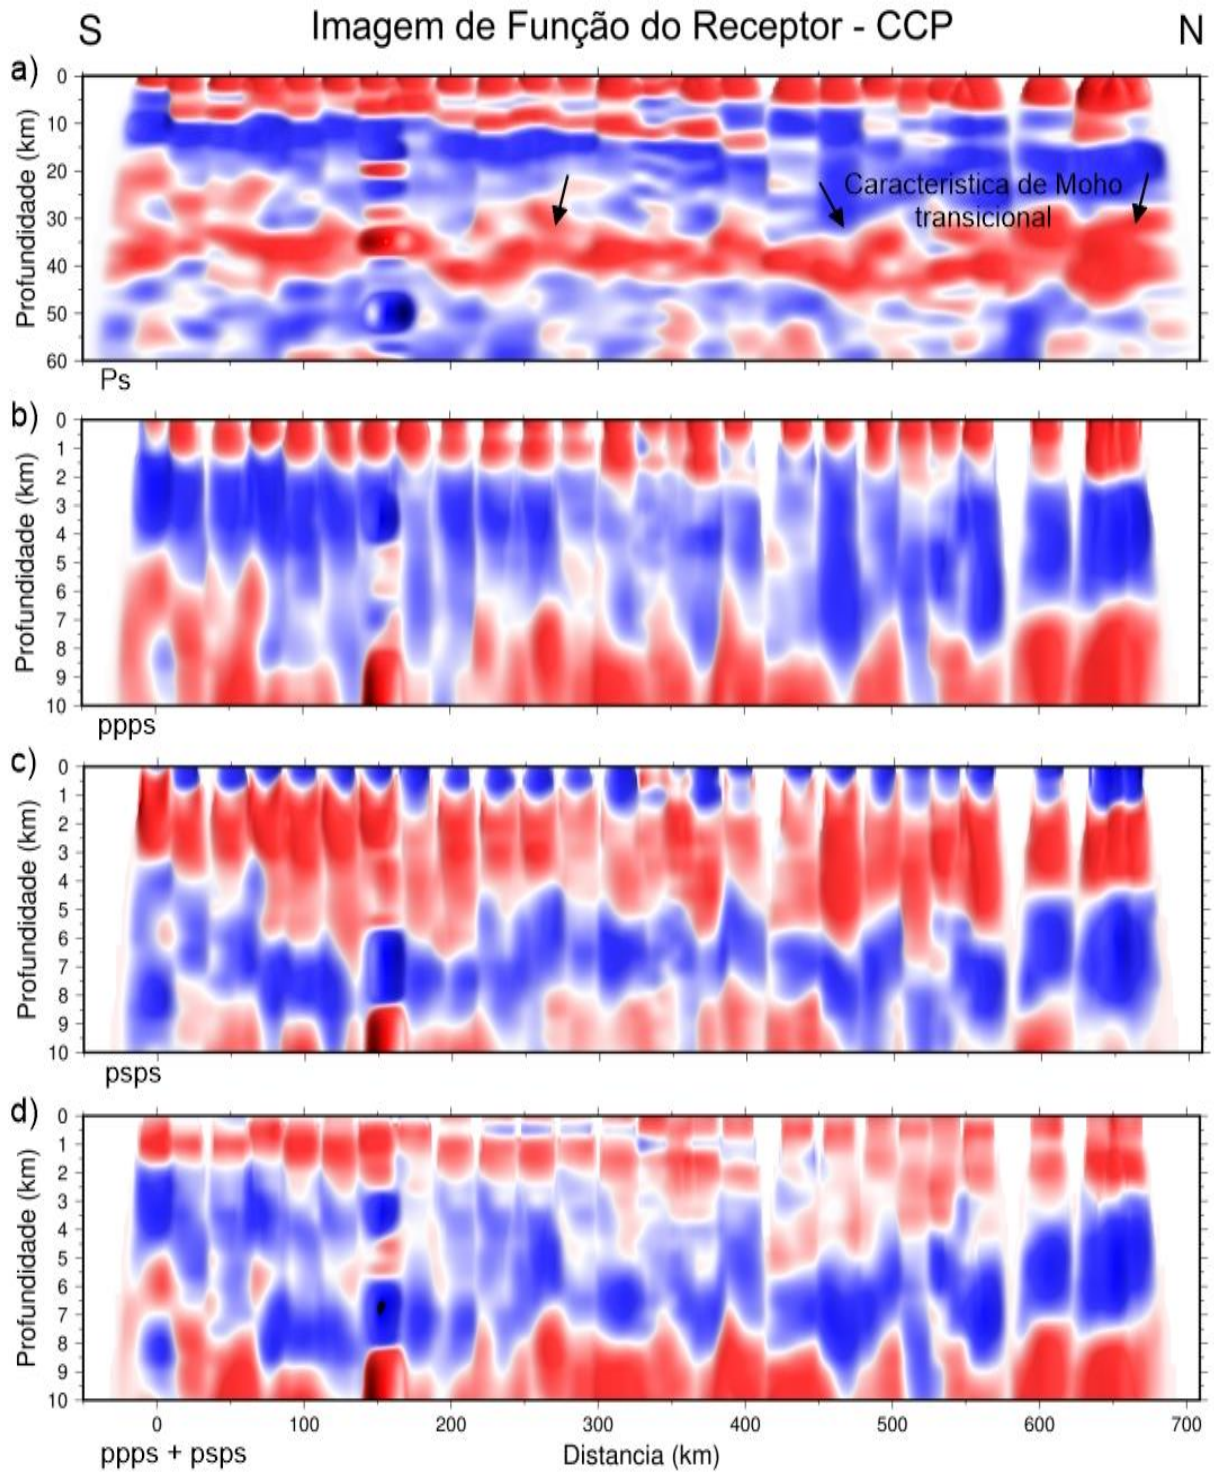 S Imagem de Função do Receptor - CCP N
a)
0
10
20
30
40
50
60
Profundidade (km)
Caracteristica de Moho
transicional
Ps
b)
0
1
2
3
4
5
6
7
8
9
10
Profundidade (km)
ppps
c)
0
1
2
3
4
5
6
7
8
9
10
Profundidade (km)
psps
d)
0
1
2
3
4
5
6
7
8
9
10
Profundidade (km)
0 100 200 300 400 500 600 700
ppps + psps Distancia (km)